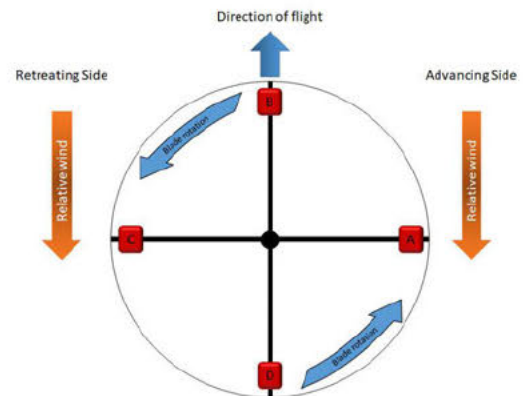 Direction of flight
Retreating Side
Advancing Side
B
Blade rotation
Relative wind
Relative wind
C
A
Blade rotation
D